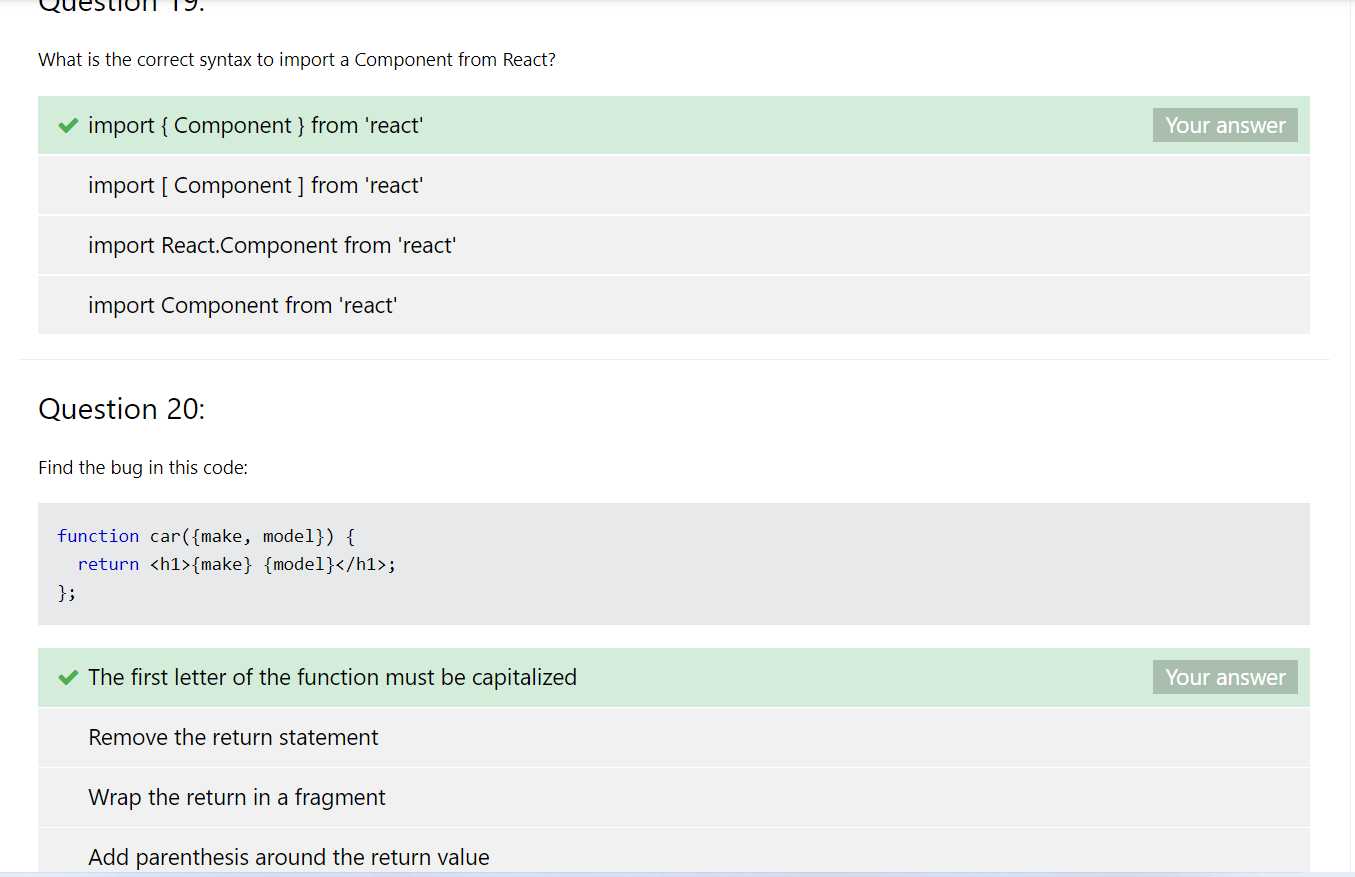 Question 19:
What is the correct syntax to import a Component from React?
import { Component } from 'react'
Your answer
import [ Component ] from 'react'
import React.Component from 'react'
import Component from 'react'
Question 20:
Find the bug in this code:
function car({make, model}) {
  return <h1>{make} {model}</h1>;
};
The first letter of the function must be capitalized
Your answer
Remove the return statement
Wrap the return in a fragment
Add parenthesis around the return value